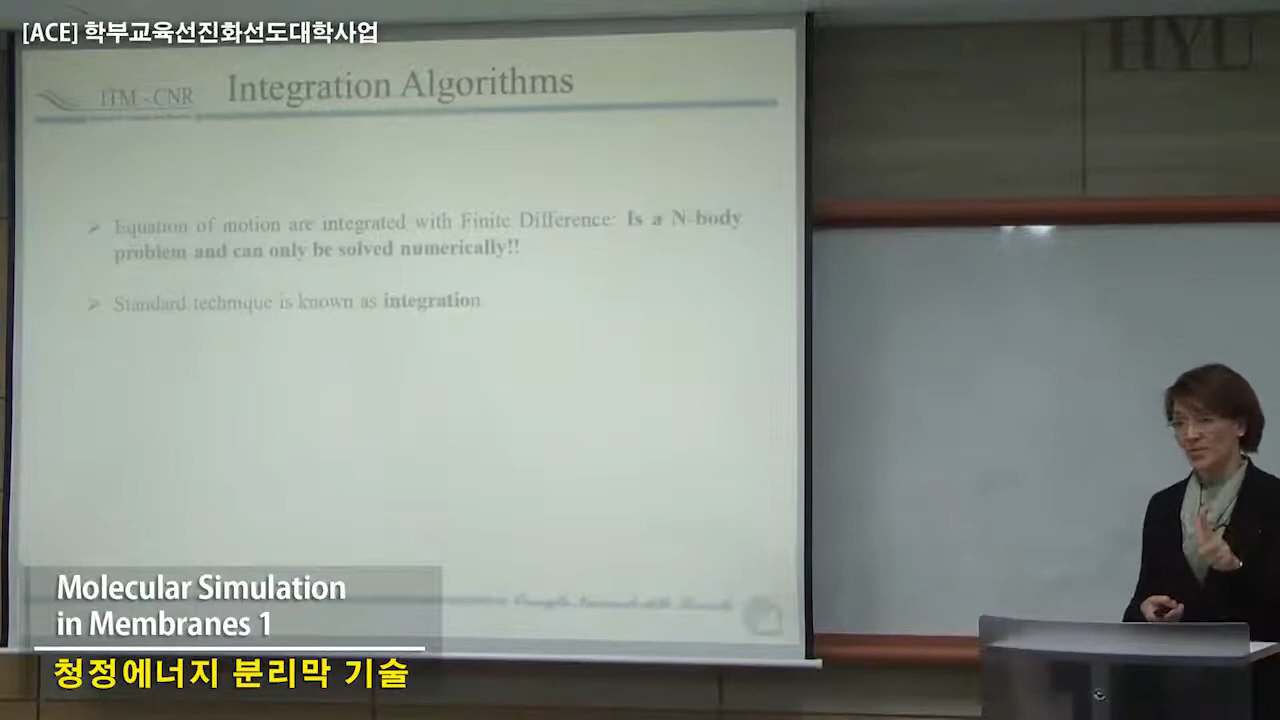 [ACE] 학부교육선진화선도대학사업
HYU
ITM - CNR
Integration Algorithms
➢ Equation of motion are integrated with Finite Difference: Is a N-body
problem and can only be solved numerically!!
➢ Standard technique is known as integration
Molecular Simulation
in Membranes 1
청정에너지 분리막 기술